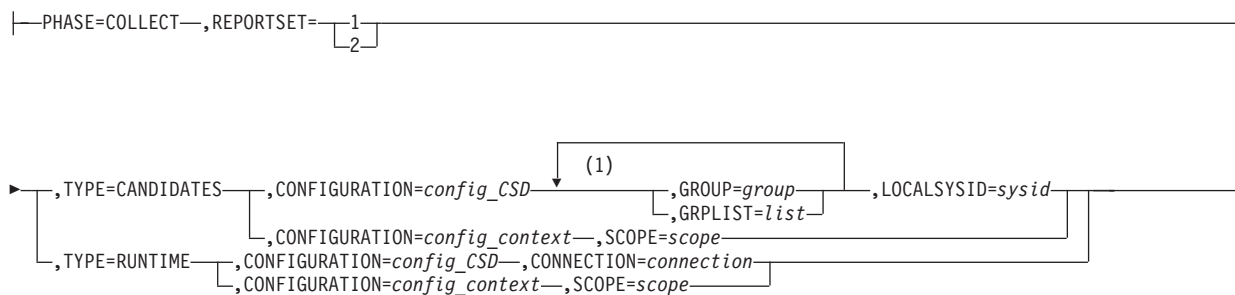 PHASE=COLLECT ,REPORTSET= 1
2
(1)
,TYPE=CANDIDATES ,CONFIGURATION=config_CSD ,GROUP=group ,LOCALSYSID=sysid
,GRPLIST=list
,CONFIGURATION=config_context ,SCOPE=scope
,TYPE=RUNTIME ,CONFIGURATION=config_CSD ,CONNECTION=connection
,CONFIGURATION=config_context ,SCOPE=scope